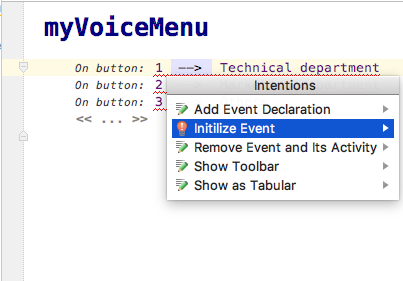 myVoiceMenu
On button: 1 ——> Technical department
On button: 2
On button: 3
<< ... >>
Intentions
Add Event Declaration
Initilize Event
Remove Event and Its Activity
Show Toolbar
Show as Tabular